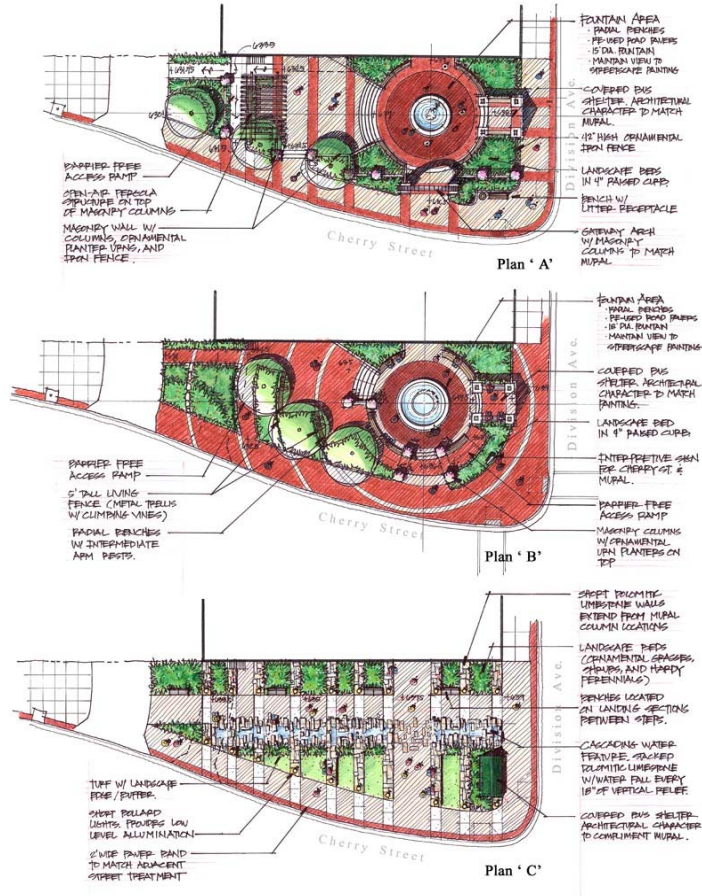 FOUNTAIN AREA
· RADIAL BENCHES
· RE-USED ROAD PAVERS
· 15' DIA. FOUNTAIN
· MAINTAIN VIEW TO
STREETSCAPE PAINTING
COVERED BUS
SHELTER, ARCHITECTURAL
CHARACTER TO MATCH
MURAL.
42" HIGH ORNAMENTAL
IRON FENCE
LANDSCAPE BEDS
IN 4" RAISED CURB
BENCH W/
LITTER RECEPTACLE
GATEWAY ARCH
W/ MASONRY
COLUMNS TO MATCH
MURAL
BARRIER FREE
ACCESS RAMP
OPEN-AIR PERGOLA
STRUCTURE ON TOP
OF MASONRY COLUMNS
MASONRY WALL W/
COLUMNS, ORNAMENTAL
PLANTER URNS, AND
IRON FENCE.
Cherry Street
Division Ave.
Plan ' A'
FOUNTAIN AREA
· RADIAL BENCHES
· RE-USED ROAD PAVERS
· 18' DIA. FOUNTAIN
· MAINTAIN VIEW TO
STREETSCAPE PAINTING
COVERED BUS
SHELTER. ARCHITECTURAL
CHARACTER TO MATCH
PAINTING.
LANDSCAPE BED
IN 4" RAISED CURB
INTERPRETIVE SIGN
FOR CHERRY ST. &
MURAL.
BARRIER FREE
ACCESS RAMP
MASONRY COLUMNS
W/ ORNAMENTAL
URN PLANTERS ON
TOP
BARRIER FREE
ACCESS RAMP
5' TALL LIVING
FENCE (METAL TRELLIS
W/ CLIMBING VINES)
RADIAL BENCHES
W/ INTERMEDIATE
ARM RESTS.
Cherry Street
Division Ave.
Plan ' B'
SHORT DOLOMITIC
LIMESTONE WALLS
EXTEND FROM MURAL
COLUMN LOCATIONS
LANDSCAPE BEDS
(ORNAMENTAL GRASSES,
SHRUBS, AND HARDY
PERENNIALS)
BENCHES LOCATED
ON LANDING SECTIONS
BETWEEN STEPS.
CASCADING WATER
FEATURE. STACKED
DOLOMITIC LIMESTONE
W/WATER FALL EVERY
18" OF VERTICAL RELIEF.
COVERED BUS SHELTER
ARCHITECTURAL CHARACTER
TO COMPLIMENT MURAL.
TURF W/ LANDSCAPE
EDGE/BUFFER.
SHORT BOLLARD
LIGHTS. PROVIDES LOW
LEVEL ALLUMINATION
2' WIDE PAVER BAND
TO MATCH ADJACENT
STREET TREATMENT
Cherry Street
Division Ave.
Plan ' C'